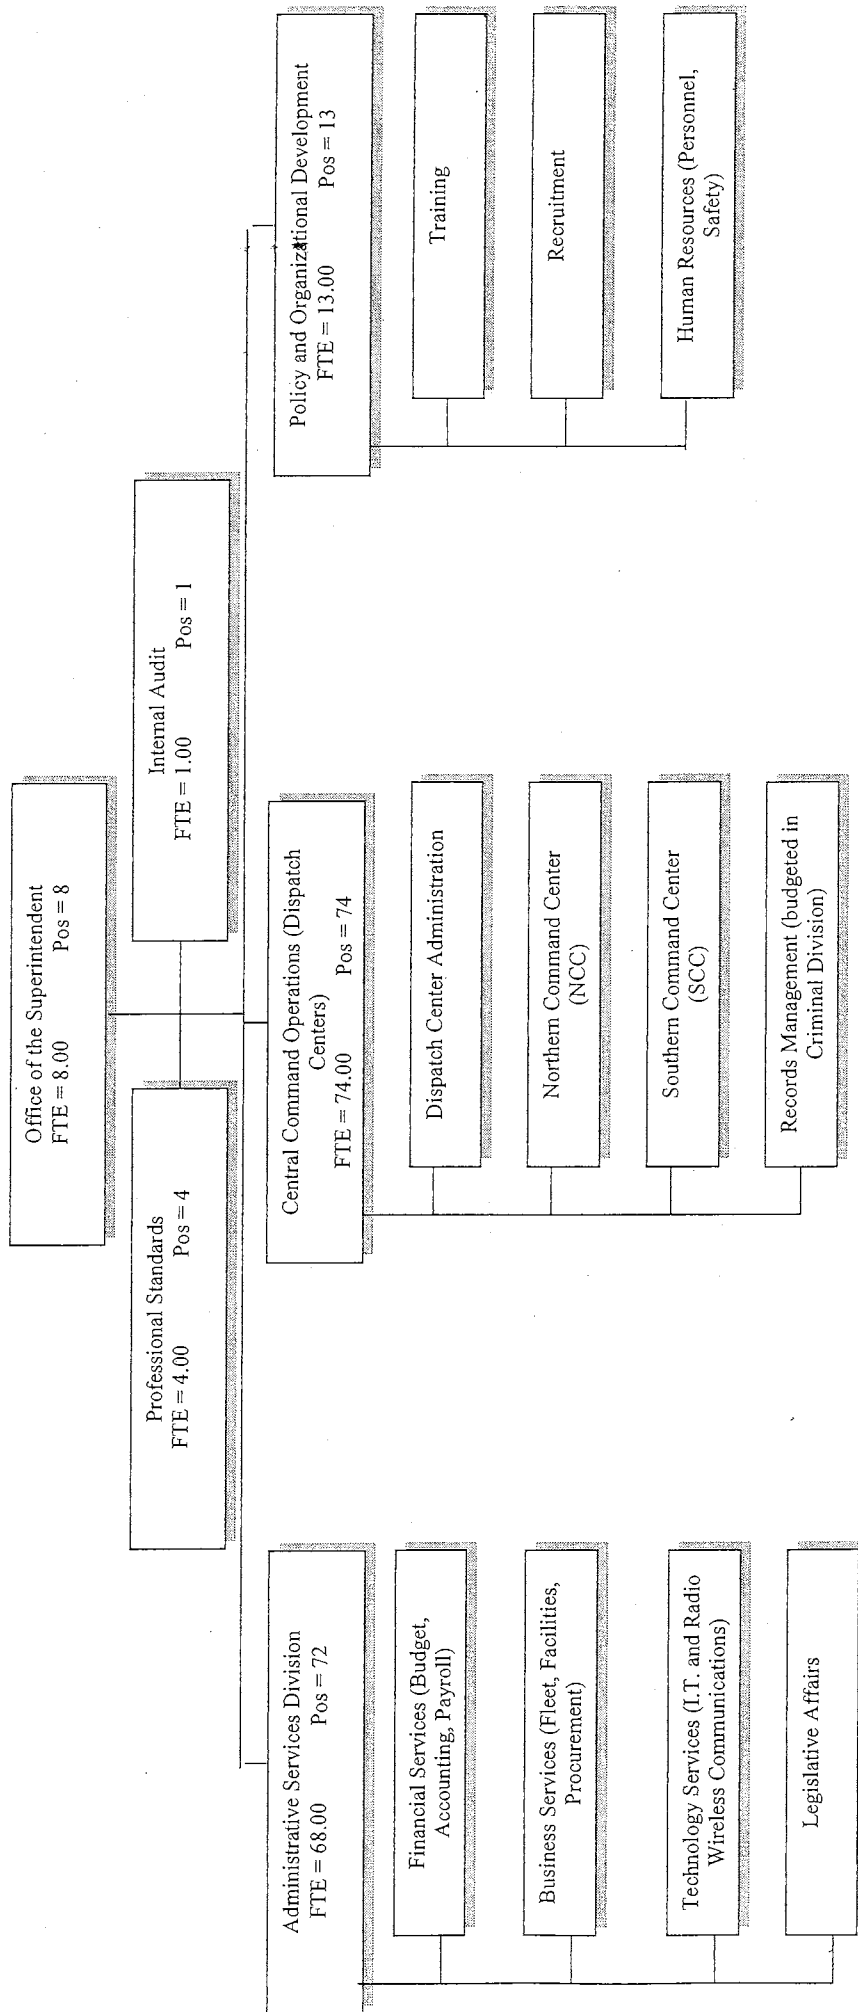 Office of the Superintendent
FTE = 8.00 Pos = 8
Professional Standards
FTE = 4.00 Pos = 4
Internal Audit
FTE = 1.00 Pos = 1
Administrative Services Division
FTE = 68.00 Pos = 72
Financial Services (Budget,
Accounting, Payroll)
Business Services (Fleet, Facilities,
Procurement)
Technology Services (I.T. and Radio
Wireless Communications)
Legislative Affairs
Central Command Operations (Dispatch
Centers)
FTE = 74.00 Pos = 74
Dispatch Center Administration
Northern Command Center
(NCC)
Southern Command Center
(SCC)
Records Management (budgeted in
Criminal Division)
Policy and Organizational Development
FTE = 13.00 Pos = 13
Training
Recruitment
Human Resources (Personnel,
Safety)